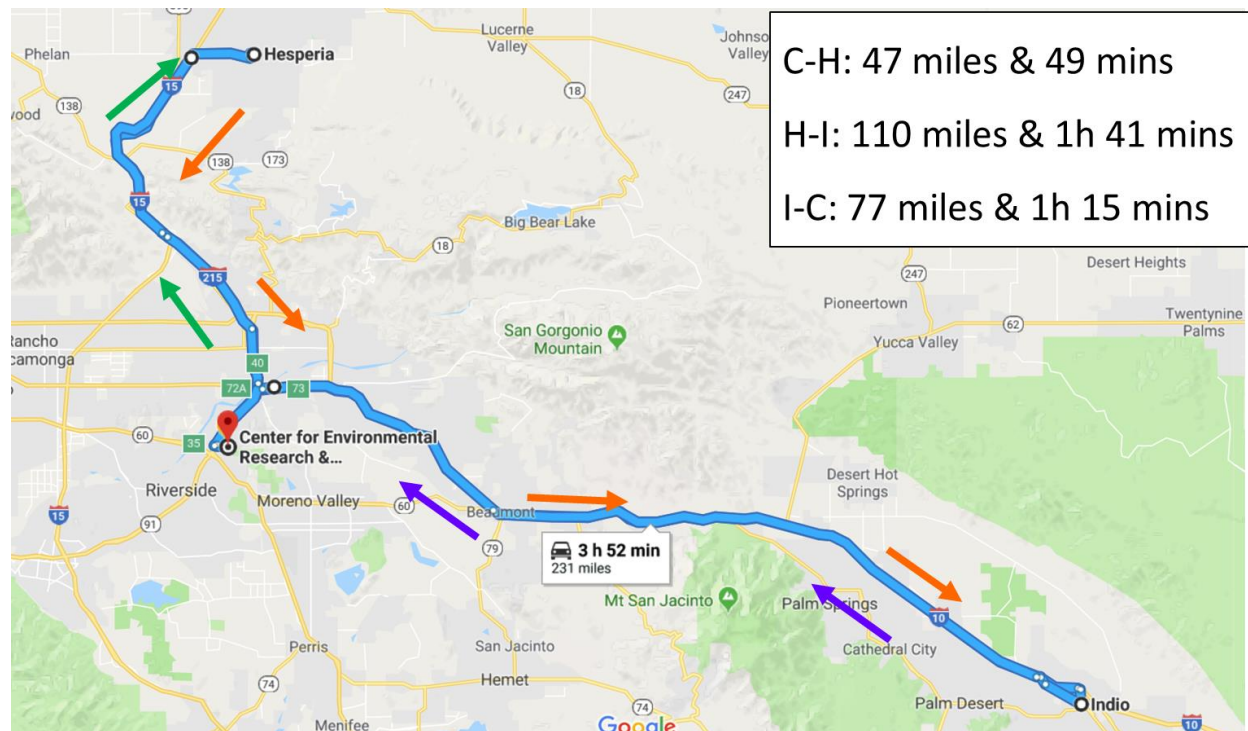 C-H: 47 miles & 49 mins
H-I: 110 miles & 1h 41 mins
I-C: 77 miles & 1h 15 mins
Phelan
Hesperia
Lucerne
Valley
Johnso
Valley
395
15
18
247
138
wood
138
173
15
Big Bear Lake
18
215
247
Desert Heights
Pioneertown
62
Twentynine
Palms
Yucca Valley
San Gorgonio
Mountain
Rancho
camonga
40
72A
73
60
35
Center for Environmental
Research &...
Riverside
Moreno Valley
60
Beaumont
Desert Hot
Springs
15
91
79
3 h 52 min
231 miles
Mt San Jacinto
Palm Springs
10
Cathedral City
Perris
San Jacinto
74
Hemet
Palm Desert
Indio
74
Menifee
Google
10